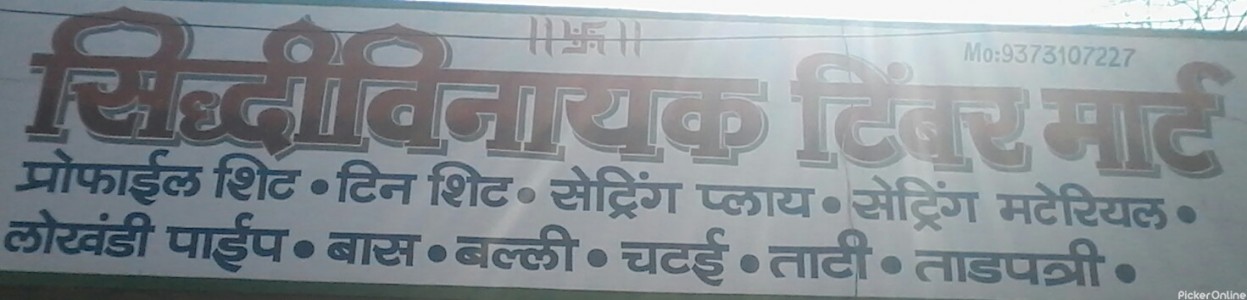 ॥ 卐 ॥
Mo:9373107227
सिद्धीविनायक टिंबर मार्ट
प्रोफाईल शिट • टिन शिट • सेट्रिंग प्लाय • सेट्रिंग मटेरियल •
लोखंडी पाईप • बास • बल्ली • चटई • ताटी • ताडपत्री •
PickerOnline